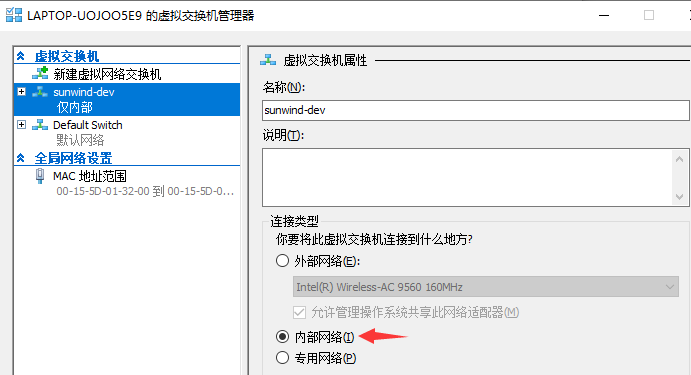 LAPTOP-UOJOO5E9 的虚拟交换机管理器
虚拟交换机
新建虚拟网络交换机
sunwind-dev
仅内部
Default Switch
默认网络
全局网络设置
MAC 地址范围
00-15-5D-01-32-00 到 00-15-5D-0...
虚拟交换机属性
名称(N):
sunwind-dev
说明(T):
连接类型
你要将此虚拟交换机连接到什么地方?
外部网络(E):
Intel(R) Wireless-AC 9560 160MHz
允许管理操作系统共享此网络适配器(M)
内部网络(I)
专用网络(P)